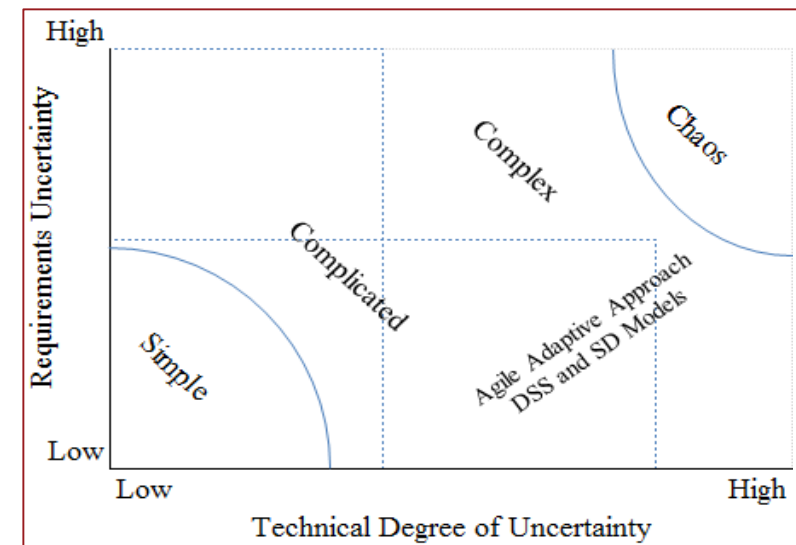 High
Requirements Uncertainty
Chaos
Complex
Complicated
Agile Adaptive Approach
DSS and SD Models
Simple
Low
Low
High
Technical Degree of Uncertainty